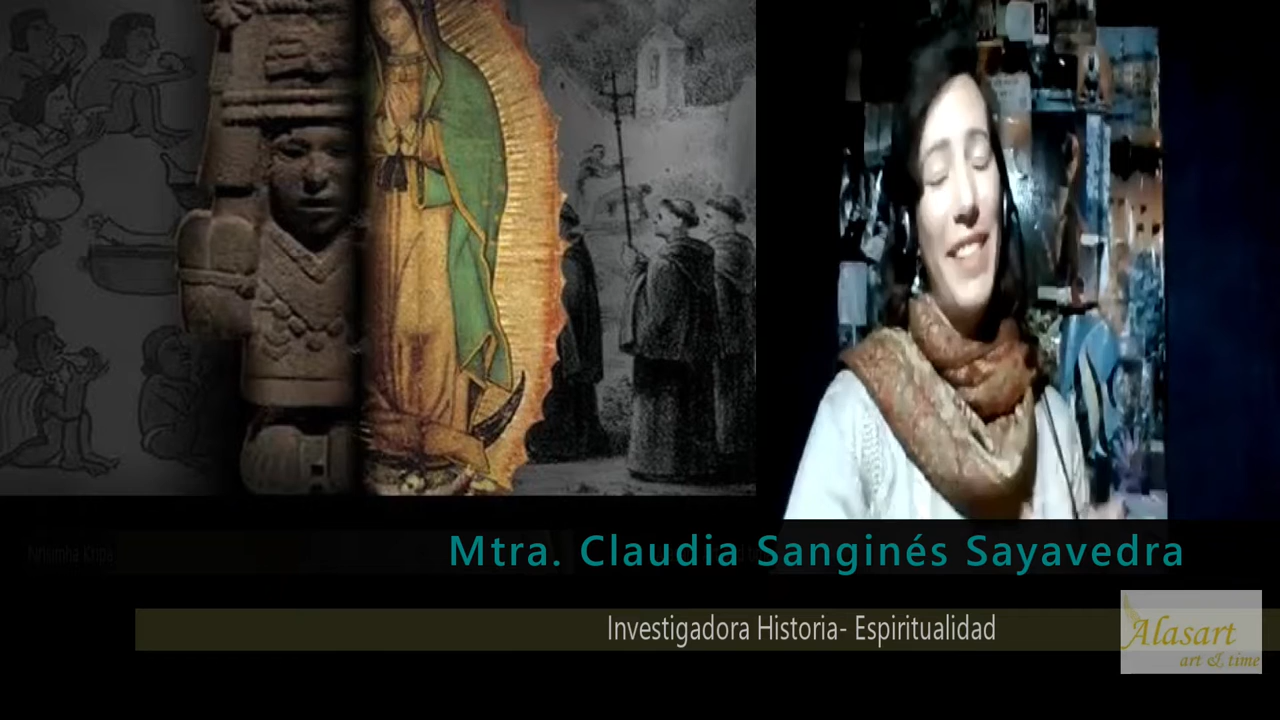 Mtra. Claudia Sanginés Sayavedra
Investigadora Historia- Espiritualidad
Alasart
art & time